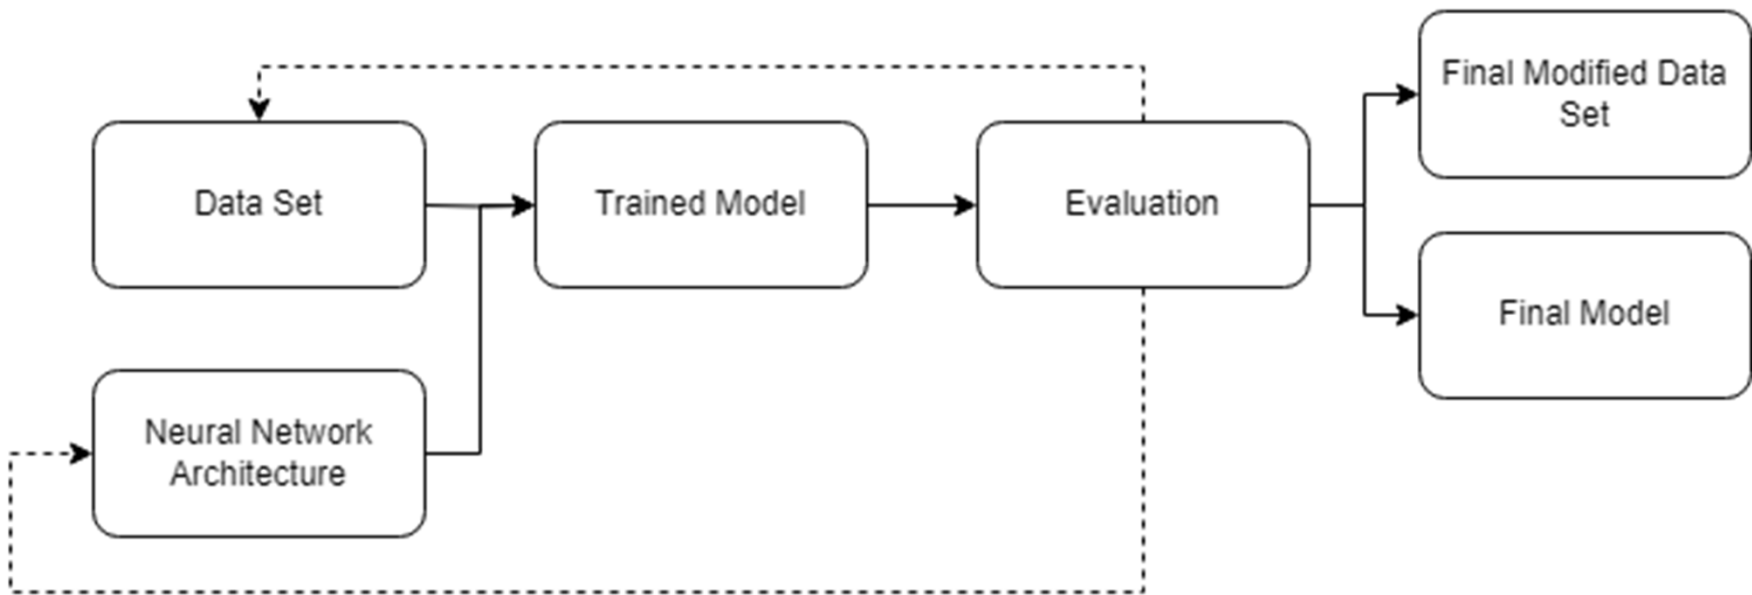 Final Modified Data
Set
Data Set
Trained Model
Evaluation
Final Model
Neural Network
Architecture